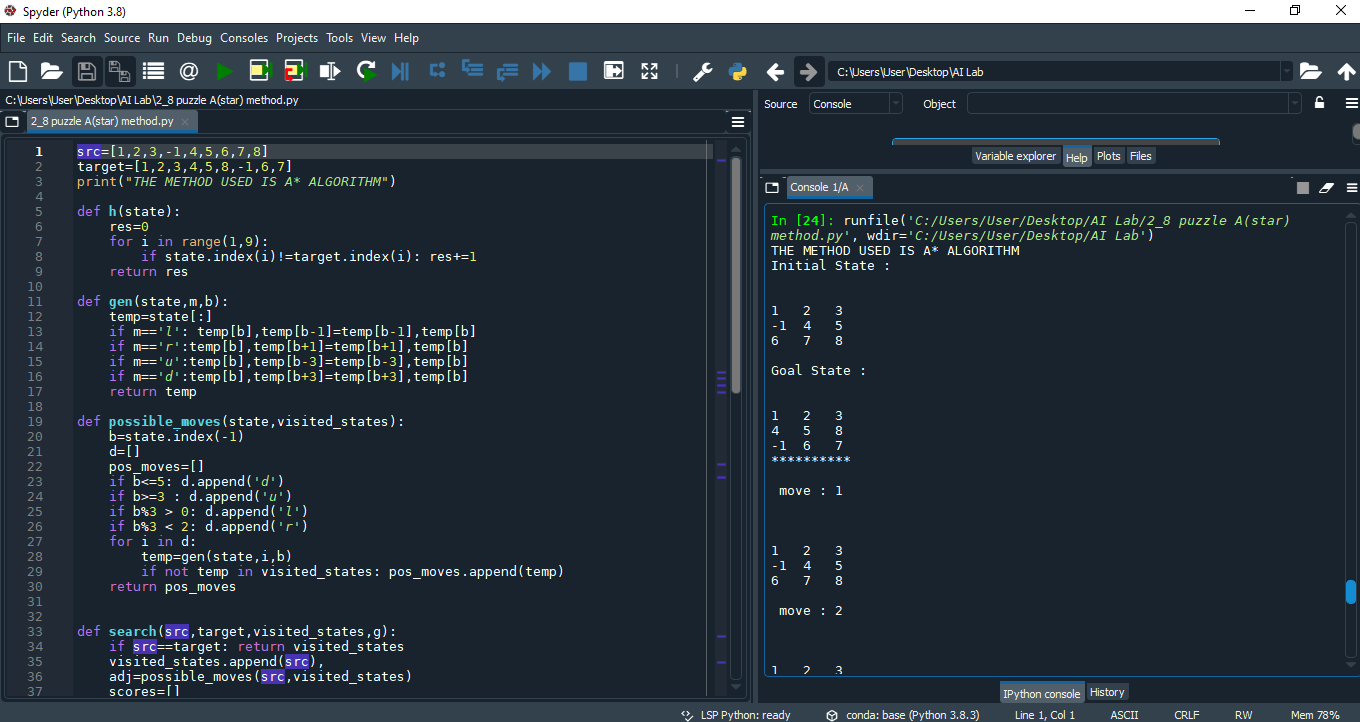 Spyder (Python 3.8)
File Edit Search Source Run Debug Consoles Projects Tools View Help
C:\Users\User\Desktop\AI Lab
C:\Users\User\Desktop\AI Lab\2_8 puzzle A(star) method.py
2_8 puzzle A(star) method.py
1 src=[1,2,3,-1,4,5,6,7,8]
2 target=[1,2,3,4,5,8,-1,6,7]
3 print("THE METHOD USED IS A* ALGORITHM")
4
5 def h(state):
6     res=0
7     for i in range(1,9):
8         if state.index(i)!=target.index(i): res+=1
9     return res
10
11 def gen(state,m,b):
12     temp=state[:]
13     if m=='l': temp[b],temp[b-1]=temp[b-1],temp[b]
14     if m=='r':temp[b],temp[b+1]=temp[b+1],temp[b]
15     if m=='u':temp[b],temp[b-3]=temp[b-3],temp[b]
16     if m=='d':temp[b],temp[b+3]=temp[b+3],temp[b]
17     return temp
18
19 def possible_moves(state,visited_states):
20     b=state.index(-1)
21     d=[]
22     pos_moves=[]
23     if b<=5: d.append('d')
24     if b>=3 : d.append('u')
25     if b%3 > 0: d.append('l')
26     if b%3 < 2: d.append('r')
27     for i in d:
28         temp=gen(state,i,b)
29         if not temp in visited_states: pos_moves.append(temp)
30     return pos_moves
31
32
33 def search(src,target,visited_states,g):
34     if src==target: return visited_states
35     visited_states.append(src),
36     adj=possible_moves(src,visited_states)
37     scores=[]
Source Console Object
Variable explorer Help Plots Files
Console 1/A
In [24]: runfile('C:/Users/User/Desktop/AI Lab/2_8 puzzle A(star)
method.py', wdir='C:/Users/User/Desktop/AI Lab')
THE METHOD USED IS A* ALGORITHM
Initial State :
1 2 3
-1 4 5
6 7 8
Goal State :
1 2 3
4 5 8
-1 6 7
**********
move : 1
1 2 3
-1 4 5
6 7 8
move : 2
1 2 3
IPython console History
LSP Python: ready conda: base (Python 3.8.3) Line 1, Col 1 ASCII CRLF RW Mem 78%